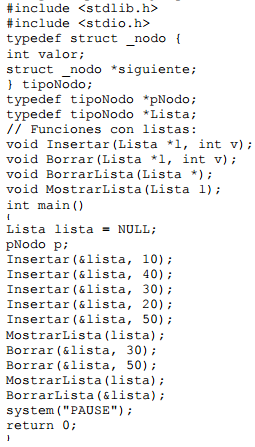 #include <stdlib.h>
#include <stdio.h>
typedef struct _nodo {
int valor;
struct _nodo *siguiente;
} tipoNodo;
typedef tipoNodo *pNodo;
typedef tipoNodo *Lista;
// Funciones con listas:
void Insertar(Lista *l, int v);
void Borrar(Lista *l, int v);
void BorrarLista(Lista *);
void MostrarLista(Lista l);
int main()
{
Lista lista = NULL;
pNodo p;
Insertar(&lista, 10);
Insertar(&lista, 40);
Insertar(&lista, 30);
Insertar(&lista, 20);
Insertar(&lista, 50);
MostrarLista(lista);
Borrar(&lista, 30);
Borrar(&lista, 50);
MostrarLista(lista);
BorrarLista(&lista);
system("PAUSE");
return 0;
}